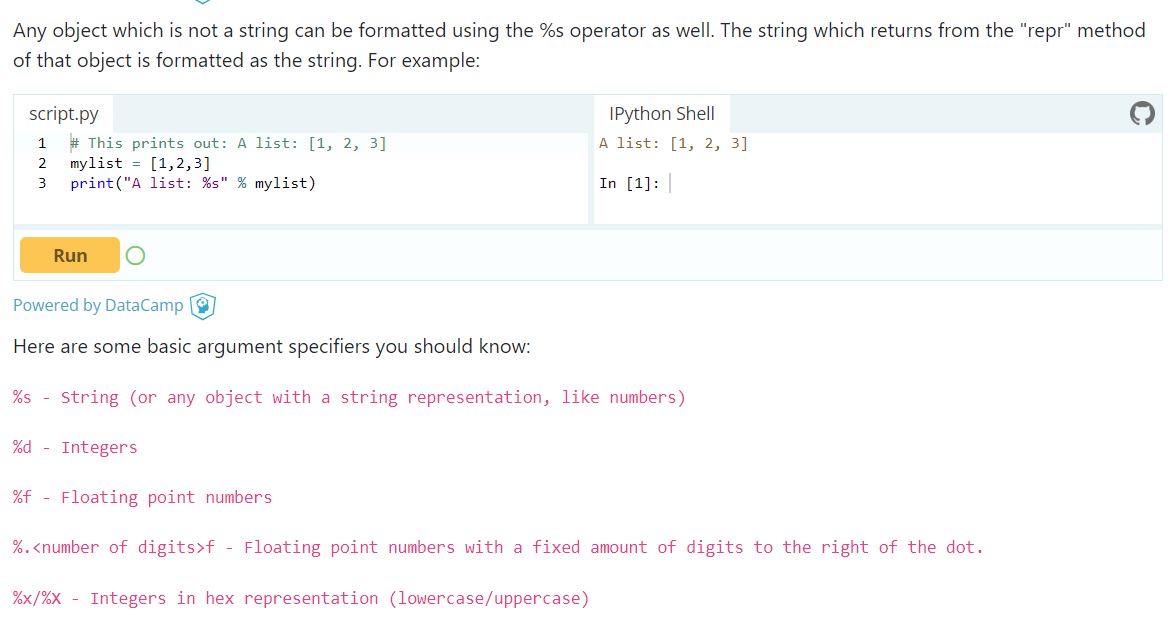 Any object which is not a string can be formatted using the %s operator as well. The string which returns from the "repr" method
of that object is formatted as the string. For example:
script.py
1 # This prints out: A list: [1, 2, 3]
2 mylist = [1,2,3]
3 print("A list: %s" % mylist)
IPython Shell
A list: [1, 2, 3]
In [1]:
Run
Powered by DataCamp
Here are some basic argument specifiers you should know:
%s - String (or any object with a string representation, like numbers)
%d - Integers
%f - Floating point numbers
%.<number of digits>f - Floating point numbers with a fixed amount of digits to the right of the dot.
%x/%X - Integers in hex representation (lowercase/uppercase)